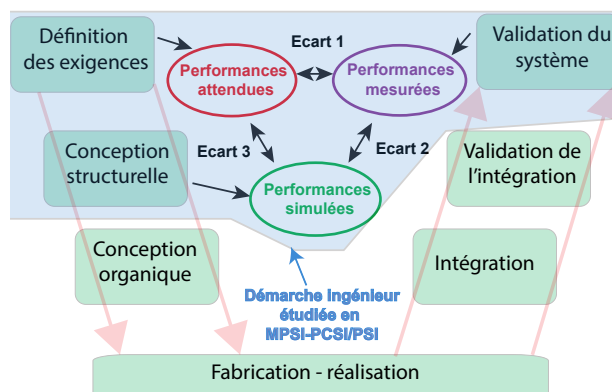 Définition
des exigences
Ecart 1
Validation du
système
Performances
attendues
Performances
mesurées
Conception
structurelle
Ecart 3
Ecart 2
Validation de
l'intégration
Performances
simulées
Conception
organique
Intégration
Démarche Ingénieur
étudiée en
MPSI-PCSI/PSI
Fabrication - réalisation